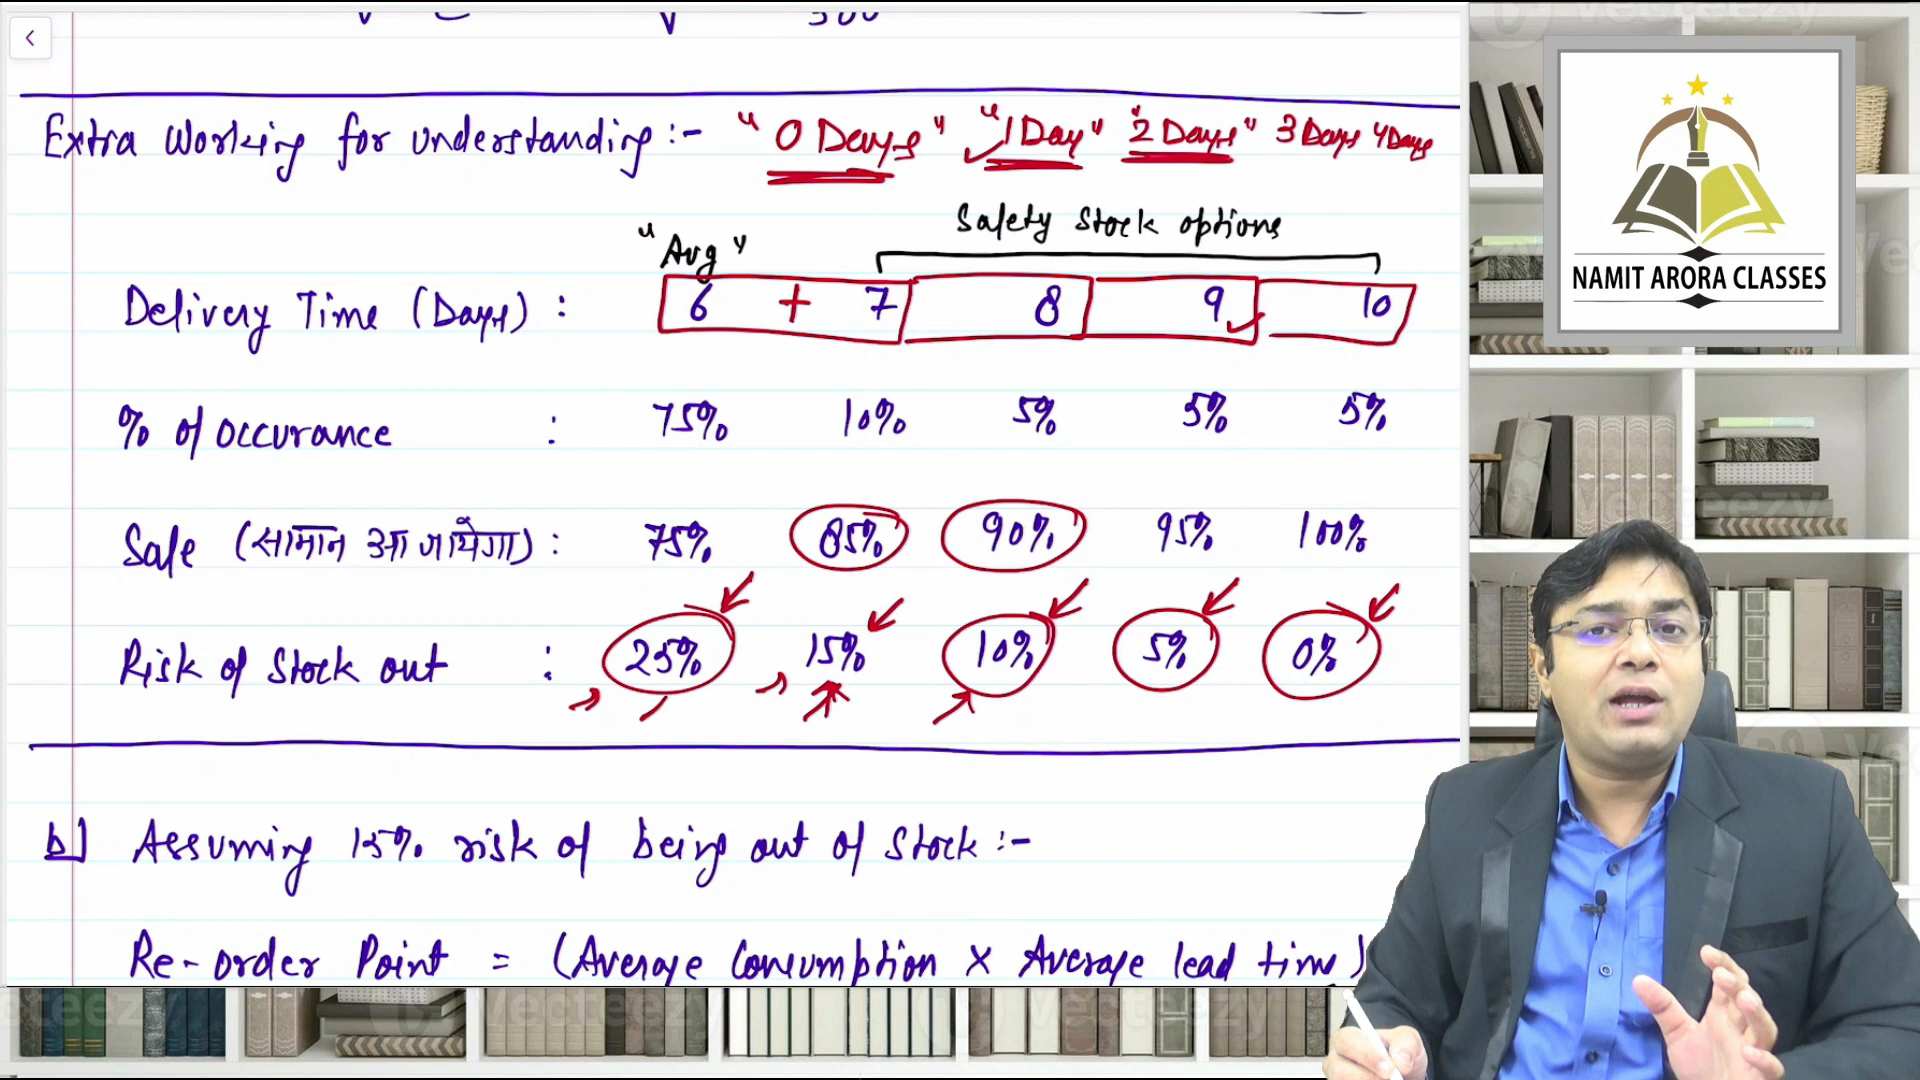 500
Extra Working for understanding :- "0 Days" "1 Day" "2 Days" 3 Days 4 Days
Safety Stock options
"Avg"
Delivery Time (Days) : 6 + 7 8 9 10
% of occurance : 75% 10% 5% 5% 5%
Safe (सामान आ जायेगा) : 75% 85% 90% 95% 100%
Risk of Stock out : 25% 15% 10% 5% 0%
b] Assuming 15% risk of being out of Stock :-
Re-order Point = (Average Consumption X Average lead time)
NAMIT ARORA CLASSES
vecteezy